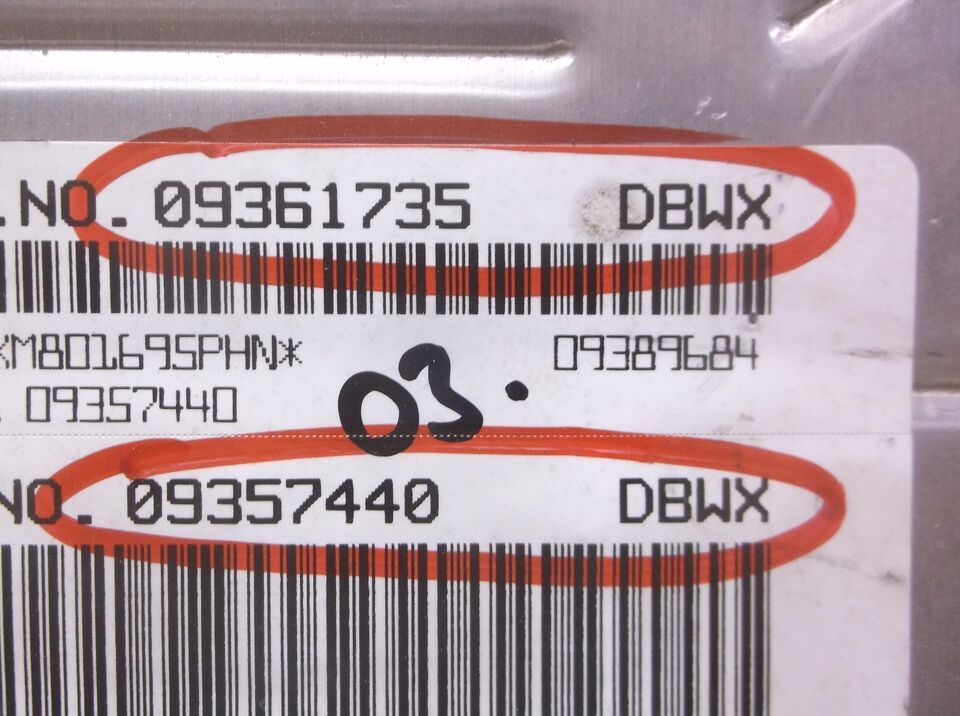 .NO. 09361735 DBWX
*M801695PHN* 09389684
. 09357440
03.
NO. 09357440 DBWX